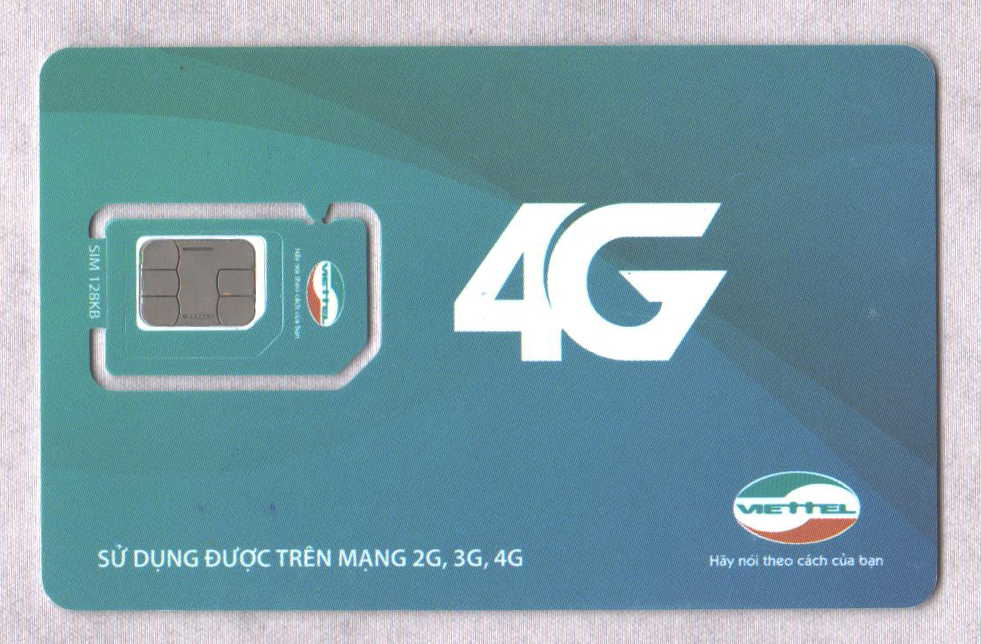 SIM 128KB
Hãy nói theo cách của bạn
VIETTEL
4G
VIETTEL
Hãy nói theo cách của bạn
SỬ DỤNG ĐƯỢC TRÊN MẠNG 2G, 3G, 4G